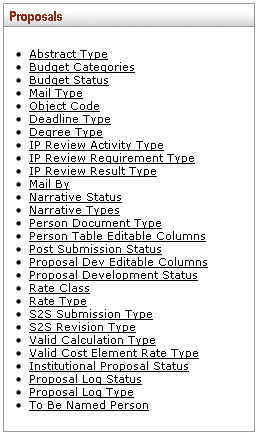 Proposals
Abstract Type
Budget Categories
Budget Status
Mail Type
Object Code
Deadline Type
Degree Type
IP Review Activity Type
IP Review Requirement Type
IP Review Result Type
Mail By
Narrative Status
Narrative Types
Person Document Type
Person Table Editable Columns
Post Submission Status
Proposal Dev Editable Columns
Proposal Development Status
Rate Class
Rate Type
S2S Submission Type
S2S Revision Type
Valid Calculation Type
Valid Cost Element Rate Type
Institutional Proposal Status
Proposal Log Status
Proposal Log Type
To Be Named Person